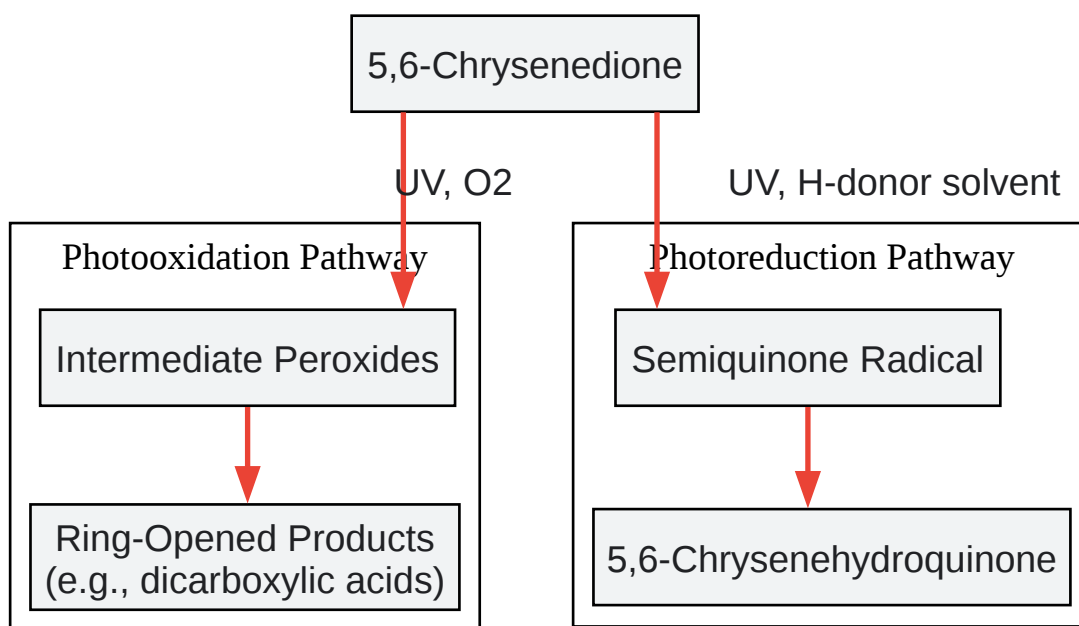 5,6-Chrysenedione
UV, O2
UV, H-donor solvent
Photooxidation Pathway
Photoreduction Pathway
Intermediate Peroxides
Semiquinone Radical
Ring-Opened Products
(e.g., dicarboxylic acids)
5,6-Chrysenehydroquinone